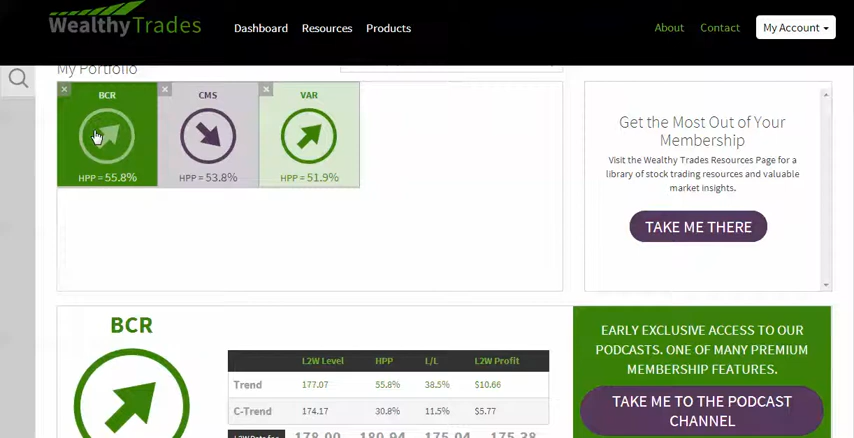 WealthyTrades
Dashboard Resources Products
About Contact My Account
My Portfolio
BCR CMS VAR
HPP = 55.8% HPP = 53.8% HPP = 51.9%
Get the Most Out of Your
Membership
Visit the Wealthy Trades Resources Page for a
library of stock trading resources and valuable
market insights.
TAKE ME THERE
BCR
L2W Level HPP L/L L2W Profit
Trend 177.07 55.8% 38.5% $10.66
C-Trend 174.17 30.8% 11.5% $5.77
L2W Data for 178.00 180.94 175.04 175.38
EARLY EXCLUSIVE ACCESS TO OUR
PODCASTS. ONE OF MANY PREMIUM
MEMBERSHIP FEATURES.
TAKE ME TO THE PODCAST
CHANNEL